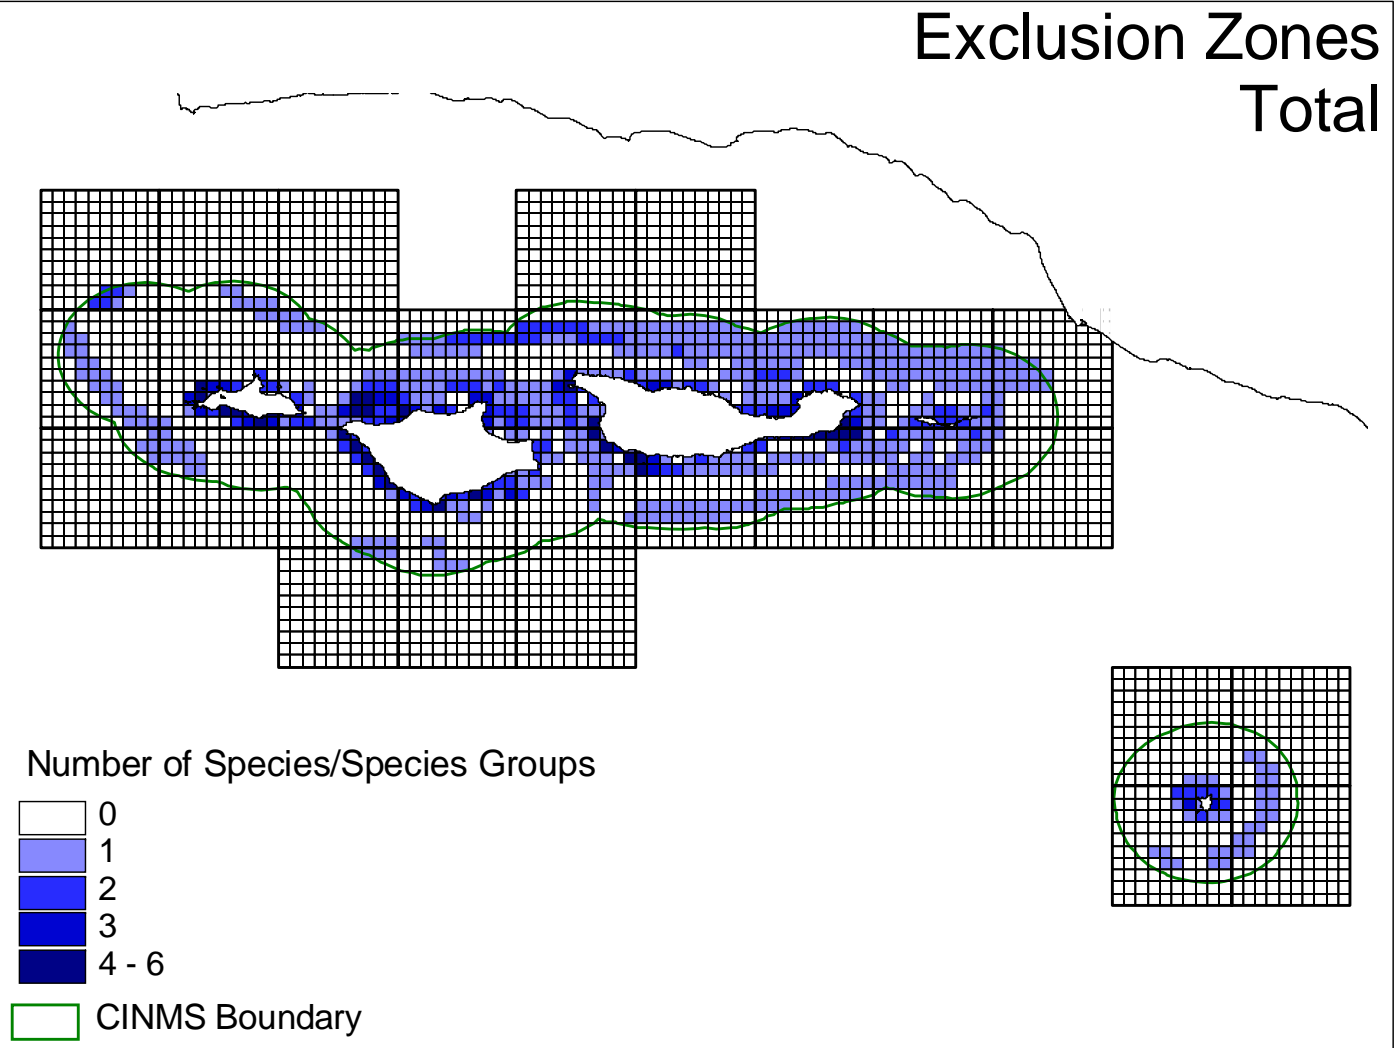 Exclusion Zones
Total
Number of Species/Species Groups
0
1
2
3
4 - 6
CINMS Boundary